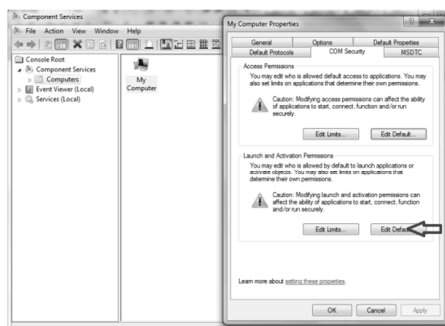 Component Services
File Action View Window Help
Console Root
Component Services
Computers
Event Viewer (Local)
Services (Local)
My
Computer
My Computer Properties
General Options Default Properties
Default Protocols COM Security MSDTC
Access Permissions
You may edit who is allowed default access to applications. You may
also set limits on applications that determine their own permissions.
Caution: Modifying access permissions can affect the ability
of applications to start, connect, function and/or run
securely.
Edit Limits... Edit Default...
Launch and Activation Permissions
You may edit who is allowed by default to launch applications or
activate objects. You may also set limits on applications that
determine their own permissions.
Caution: Modifying launch and activation permissions can
affect the ability of applications to start, connect, function
and/or run securely.
Edit Limits... Edit Defau
Learn more about setting these properties.
OK Cancel Apply